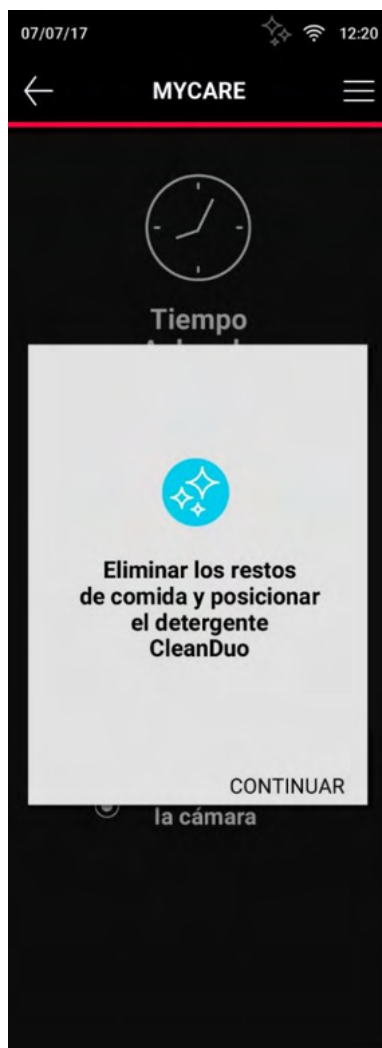 07/07/17
12:20
MYCARE
Tiempo
Eliminar los restos
de comida y posicionar
el detergente
CleanDuo
CONTINUAR
la cámara